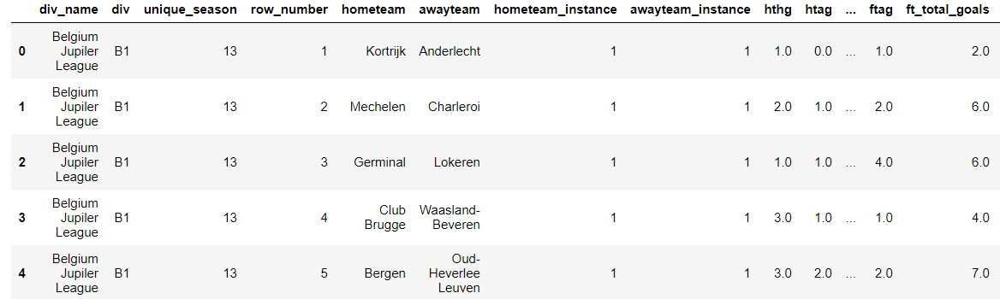 div_name div unique_season row_number hometeam awayteam hometeam_instance awayteam_instance hthg htag ... ftag ft_total_goals
0 Belgium Jupiler League B1 13 1 Kortrijk Anderlecht 1 1 1.0 0.0 ... 1.0 2.0
1 Belgium Jupiler League B1 13 2 Mechelen Charleroi 1 1 2.0 1.0 ... 2.0 6.0
2 Belgium Jupiler League B1 13 3 Germinal Lokeren 1 1 1.0 1.0 ... 4.0 6.0
3 Belgium Jupiler League B1 13 4 Club Brugge Waasland-Beveren 1 1 3.0 1.0 ... 1.0 4.0
4 Belgium Jupiler League B1 13 5 Bergen Oud-Heverlee Leuven 1 1 3.0 2.0 ... 2.0 7.0